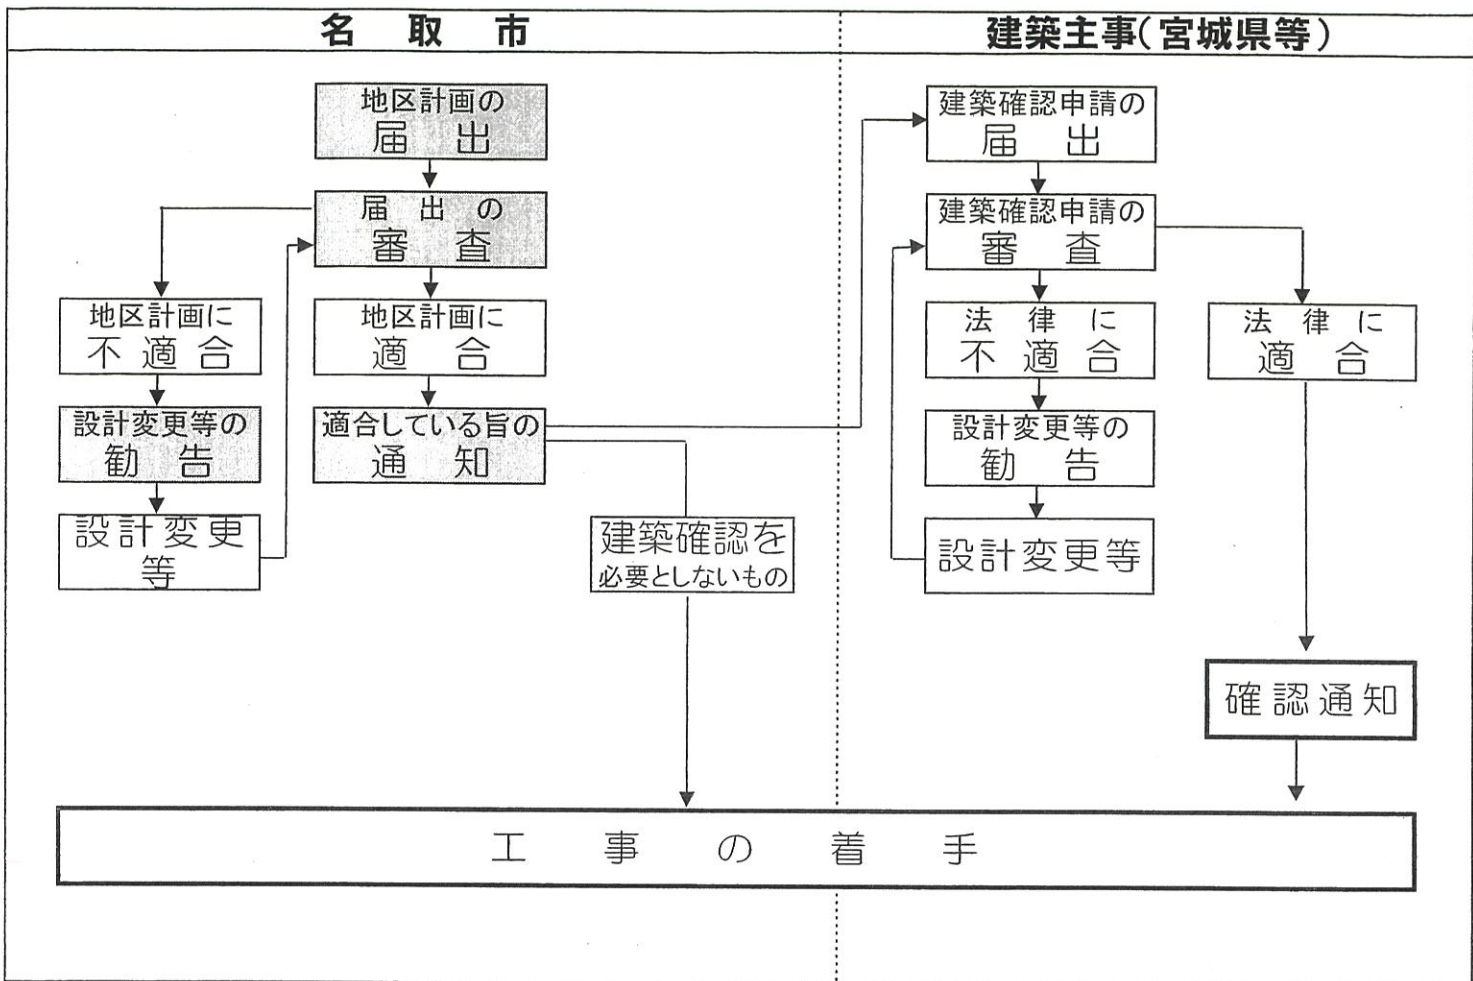 名取市
建築主事(宮城県等)
地区計画の
届出
届出の
審査
地区計画に
不適合
地区計画に
適合
設計変更等の
勧告
適合している旨の
通知
設計変更
等
建築確認を
必要としないもの
建築確認申請の
届出
建築確認申請の
審査
法律に
不適合
法律に
適合
設計変更等の
勧告
設計変更等
確認通知
工事の着手